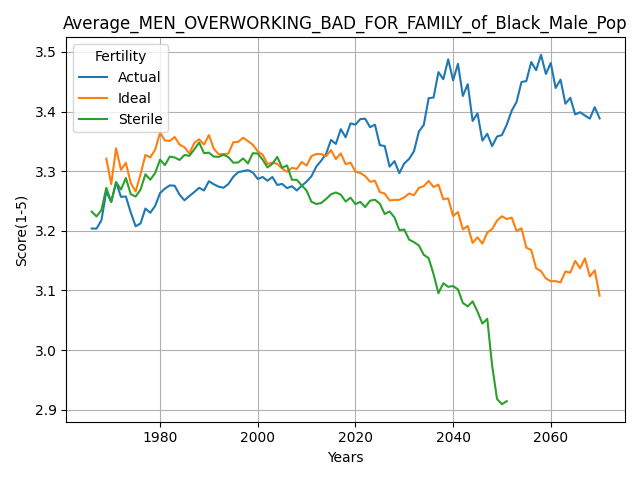 Average_MEN_OVERWORKING_BAD_FOR_FAMILY_of_Black_Male_Pop
Fertility
Actual
Ideal
Sterile
3.5
3.4
3.3
3.2
3.1
3.0
2.9
Score(1-5)
1980 2000 2020 2040 2060
Years